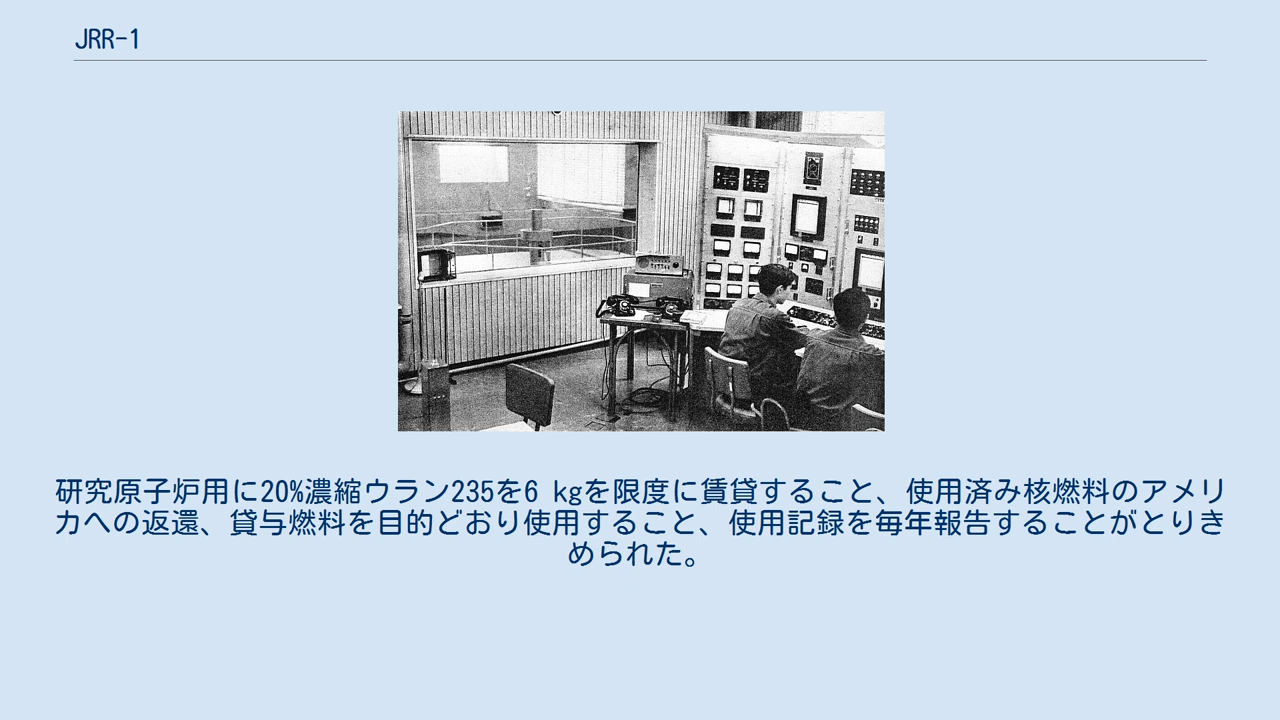 JRR-1
研究原子炉用に20%濃縮ウラン235を6 kgを限度に賃貸すること、使用済み核燃料のアメリ
カへの返還、貸与燃料を目的どおり使用すること、使用記録を毎年報告することがとりき
められた。